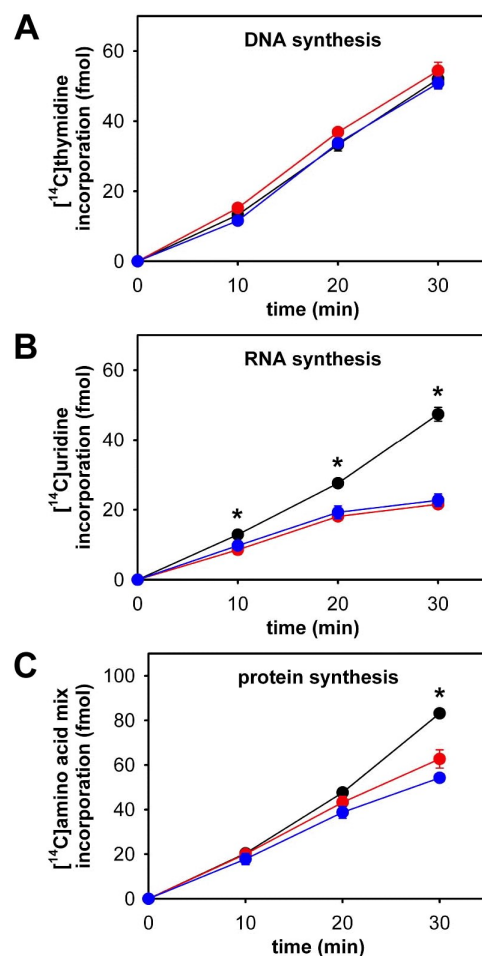 A
DNA synthesis
[¹⁴C]thymidine
incorporation (fmol)
60
40
20
0
0 10 20 30
time (min)
B
RNA synthesis
[¹⁴C]uridine
incorporation (fmol)
60
40
20
0
* * *
0 10 20 30
time (min)
C
protein synthesis
[¹⁴C]amino acid mix
incorporation (fmol)
100
80
60
40
20
0
*
0 10 20 30
time (min)